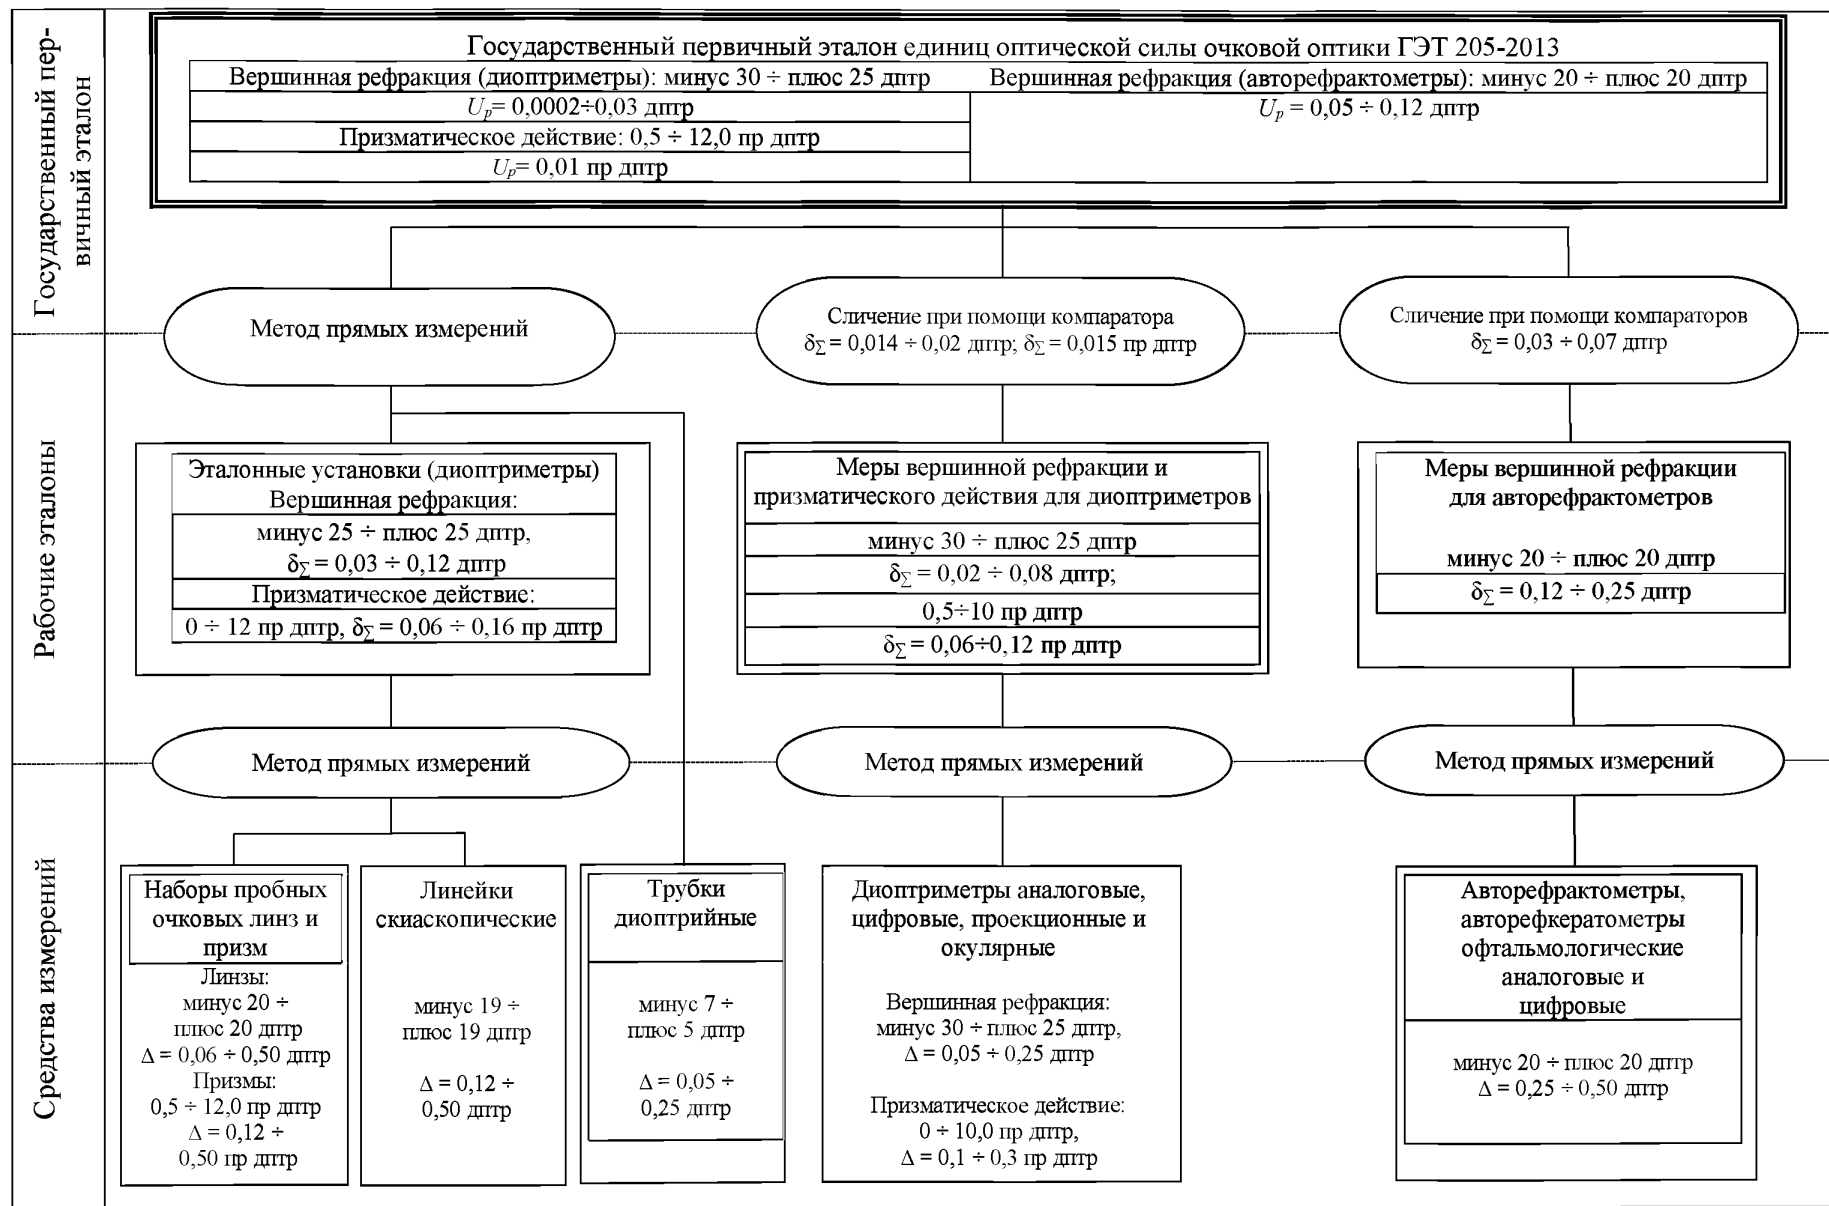 Государственный пер-
вичный эталон
Государственный первичный эталон единиц оптической силы очковой оптики ГЭТ 205-2013
Вершинная рефракция (диоптриметры): минус 30 ÷ плюс 25 дптр
Uр= 0,0002÷0,03 дптр
Призматическое действие: 0,5 ÷ 12,0 пр дптр
Uр= 0,01 пр дптр
Вершинная рефракция (авторефрактометры): минус 20 ÷ плюс 20 дптр
Uр = 0,05 ÷ 0,12 дптр
Метод прямых измерений
Сличение при помощи компаратора
δ∑ = 0,014 ÷ 0,02 дптр; δ∑ = 0,015 пр дптр
Сличение при помощи компараторов
δ∑ = 0,03 ÷ 0,07 дптр
Рабочие эталоны
Эталонные установки (диоптриметры)
Вершинная рефракция:
минус 25 ÷ плюс 25 дптр,
δ∑ = 0,03 ÷ 0,12 дптр
Призматическое действие:
0 ÷ 12 пр дптр, δ∑ = 0,06 ÷ 0,16 пр дптр
Меры вершинной рефракции и
призматического действия для диоптриметров
минус 30 ÷ плюс 25 дптр
δ∑ = 0,02 ÷ 0,08 дптр;
0,5÷10 пр дптр
δ∑ = 0,06÷0,12 пр дптр
Меры вершинной рефракции
для авторефрактометров
минус 20 ÷ плюс 20 дптр
δ∑ = 0,12 ÷ 0,25 дптр
Метод прямых измерений
Метод прямых измерений
Метод прямых измерений
Средства измерений
Наборы пробных
очковых линз и
призм
Линзы:
минус 20 ÷
плюс 20 дптр
Δ = 0,06 ÷ 0,50 дптр
Призмы:
0,5 ÷ 12,0 пр дптр
Δ = 0,12 ÷
0,50 пр дптр
Линейки
скиаскопические
минус 19 ÷
плюс 19 дптр
Δ = 0,12 ÷
0,50 дптр
Трубки
диоптрийные
минус 7 ÷
плюс 5 дптр
Δ = 0,05 ÷
0,25 дптр
Диоптриметры аналоговые,
цифровые, проекционные и
окулярные
Вершинная рефракция:
минус 30 ÷ плюс 25 дптр,
Δ = 0,05 ÷ 0,25 дптр
Призматическое действие:
0 ÷ 10,0 пр дптр,
Δ = 0,1 ÷ 0,3 пр дптр
Авторефрактометры,
авторефкератометры
офтальмологические
аналоговые и
цифровые
минус 20 ÷ плюс 20 дптр
Δ = 0,25 ÷ 0,50 дптр